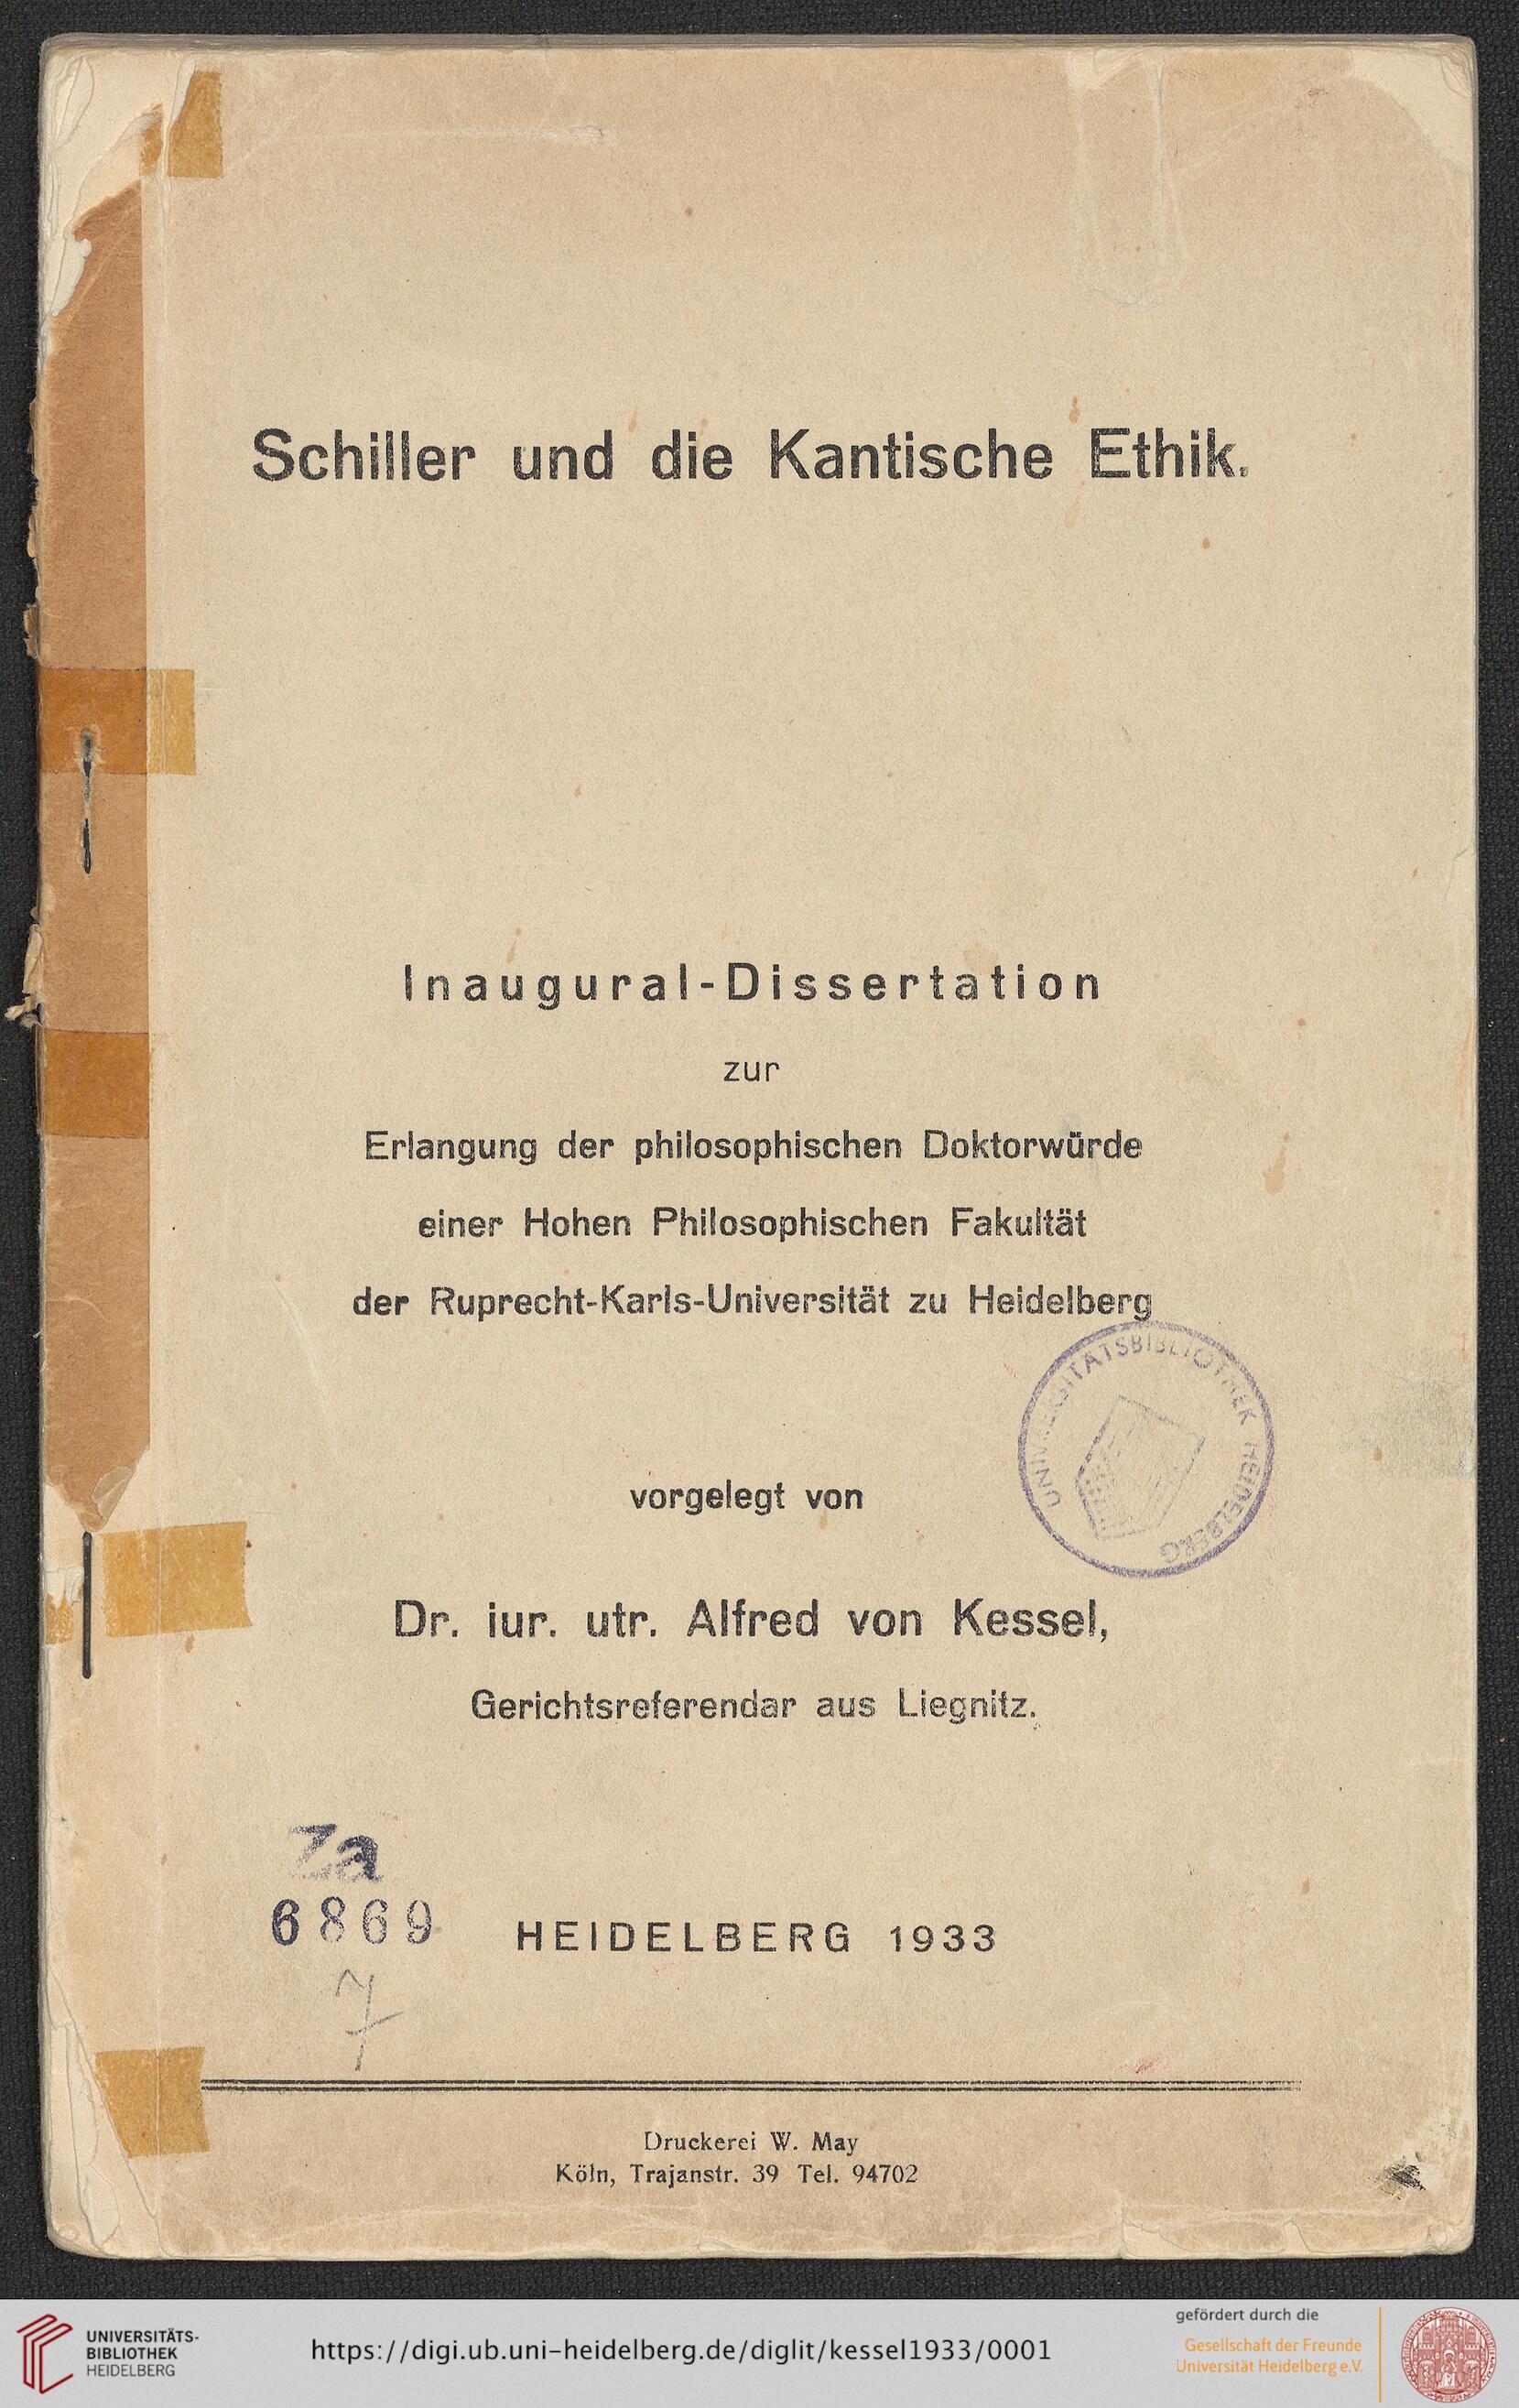 Schiller und die Kantische Ethik.
Inaugural-Dissertation
zur
Erlangung der philosophischen Doktorwürde
einer Hohen Philosophischen Fakultät
der Ruprecht-Karls-Universität zu Heidelberg
UNIVERSITÄTSBIBLIOTHEK HEIDELBERG
vorgelegt von
Dr. iur. utr. Alfred von Kessel,
Gerichtsreferendar aus Liegnitz.
Za
6869
7
HEIDELBERG 1933
Druckerei W. May
Köln, Trajanstr. 39 Tel. 94702
UNIVERSITÄTS-
BIBLIOTHEK
HEIDELBERG
https://digi.ub.uni-heidelberg.de/diglit/kessel1933/0001
gefördert durch die
Gesellschaft der Freunde
Universität Heidelberg e.V.